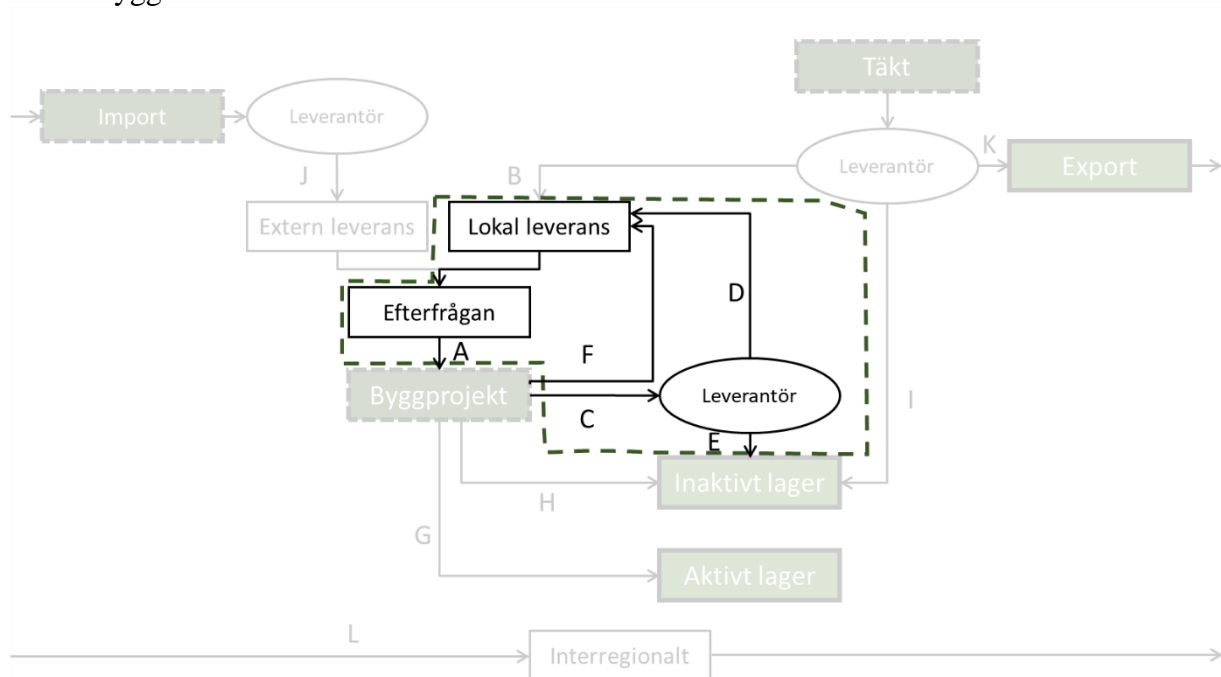 Täkt
Import
Leverantör
K
Leverantör
Export
J
B
Extern leverans
Lokal leverans
D
Efterfrågan
A
F
Byggprojekt
Leverantör
I
C
E
Inaktivt lager
H
G
Aktivt lager
L
Interregionalt